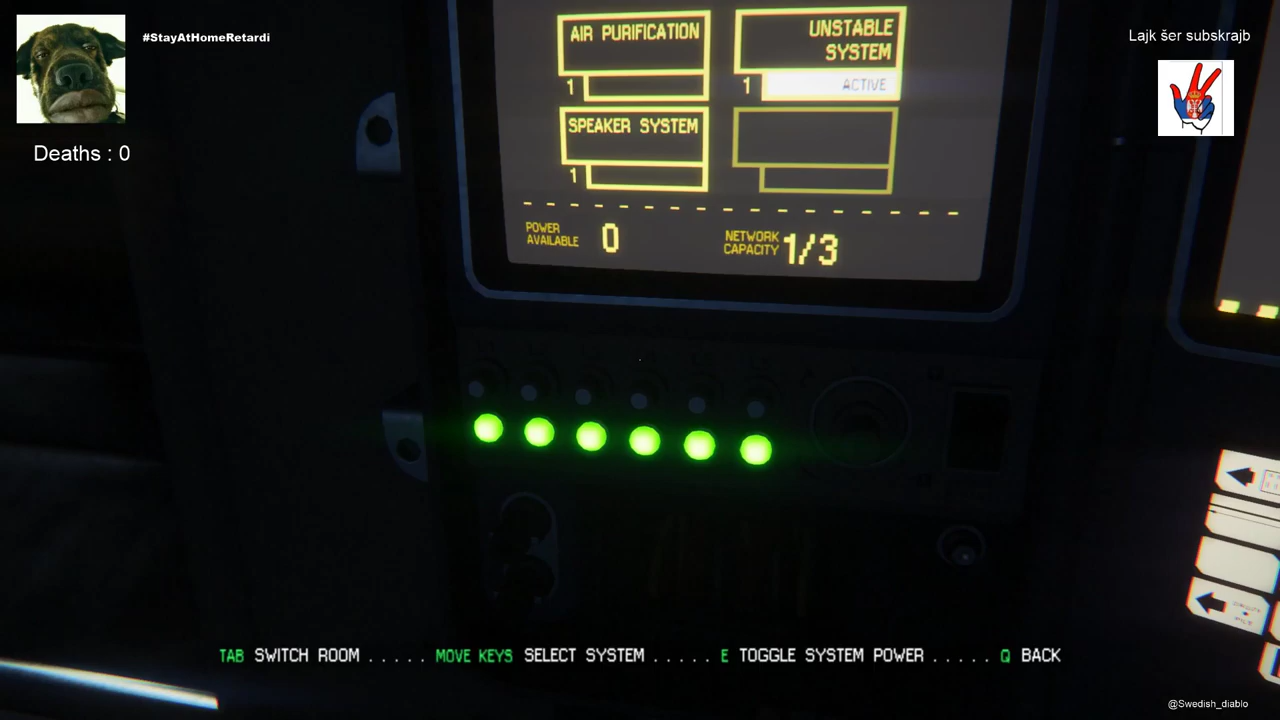 #StayAtHomeRetardi
Deaths : 0
Lajk šer subskrajb
AIR PURIFICATION
1
UNSTABLE
SYSTEM
1
ACTIVE
SPEAKER SYSTEM
1
POWER
AVAILABLE
0
NETWORK
CAPACITY
1/3
TAB SWITCH ROOM ..... MOVE KEYS SELECT SYSTEM ..... E TOGGLE SYSTEM POWER ..... Q BACK
@Swedish_diablo